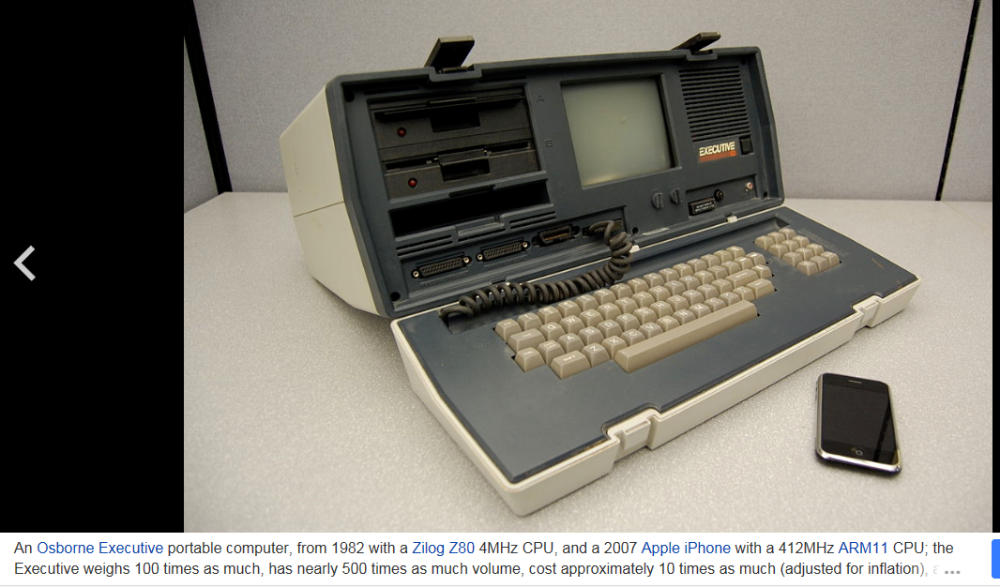 A
B
EXECUTIVE
An Osborne Executive portable computer, from 1982 with a Zilog Z80 4MHz CPU, and a 2007 Apple iPhone with a 412MHz ARM11 CPU; the
Executive weighs 100 times as much, has nearly 500 times as much volume, cost approximately 10 times as much (adjusted for inflation), a ...